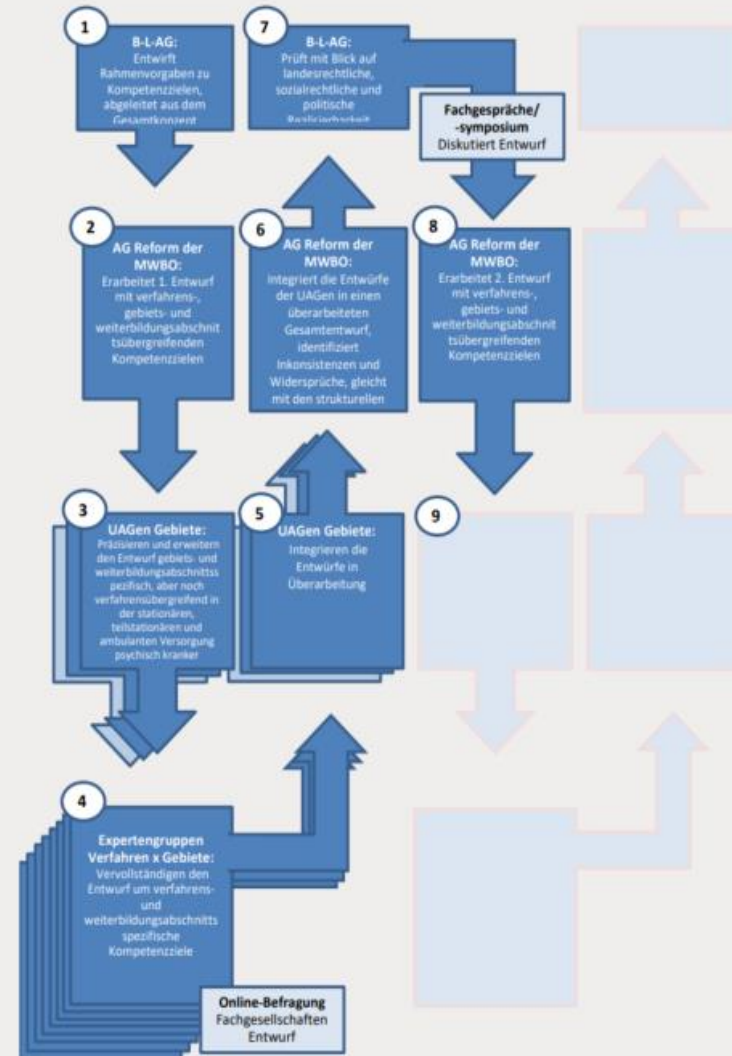 1
B-L-AG:
Entwirft
Rahmenvorgaben zu
Kompetenzzielen,
abgeleitet aus dem
Gesamtkonzept
2
AG Reform der
MWBO:
Erarbeitet 1. Entwurf
mit verfahrens-,
gebiets- und
weiterbildungsabschnit
tsübergreifenden
Kompetenzzielen
3
UAGen Gebiete:
Präzisieren und erweitern
den Entwurf gebiets- und
weiterbildungsabschnittss
pezifisch, aber noch
verfahrensübergreifend in
der stationären,
teilstationären und
ambulanten Versorgung
psychisch kranker
4
Expertengruppen
Verfahren x Gebiete:
Vervollständigen den
Entwurf um verfahrens-
und
weiterbildungsabschnitts
spezifische
Kompetenzziele
Online-Befragung
Fachgesellschaften
Entwurf
5
UAGen Gebiete:
Integrieren die
Entwürfe in
Überarbeitung
6
AG Reform der
MWBO:
Integriert die Entwürfe
der UAGen in einen
überarbeiteten
Gesamtentwurf,
identifiziert
Inkonsistenzen und
Widersprüche, gleicht
mit den strukturellen
7
B-L-AG:
Prüft mit Blick auf
landesrechtliche,
sozialrechtliche und
politische
Realisierbarkeit
Fachgespräche/
-symposium
Diskutiert Entwurf
8
AG Reform der
MWBO:
Erarbeitet 2. Entwurf
mit verfahrens-,
gebiets- und
weiterbildungsabschnit
tsübergreifenden
Kompetenzzielen
9